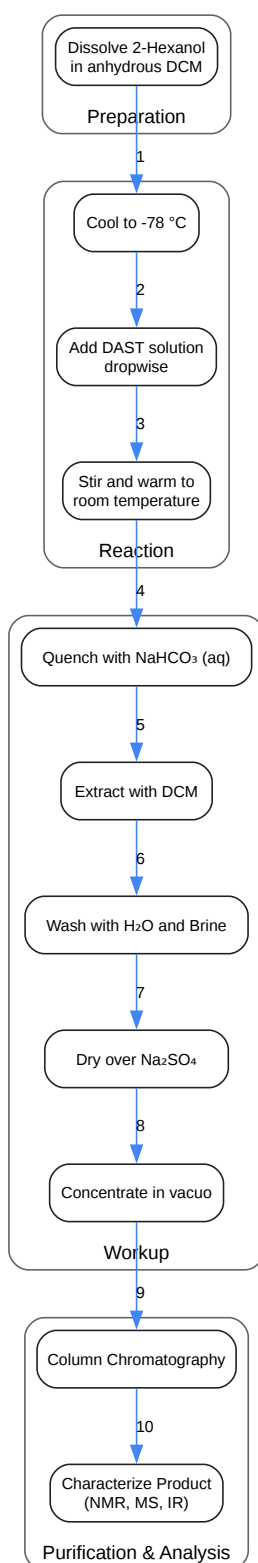 Dissolve 2-Hexanol
in anhydrous DCM
Preparation
1
Cool to -78 °C
2
Add DAST solution
dropwise
3
Stir and warm to
room temperature
Reaction
4
Quench with NaHCO₃ (aq)
5
Extract with DCM
6
Wash with H₂O and Brine
7
Dry over Na₂SO₄
8
Concentrate in vacuo
Workup
9
Column Chromatography
10
Characterize Product
(NMR, MS, IR)
Purification & Analysis